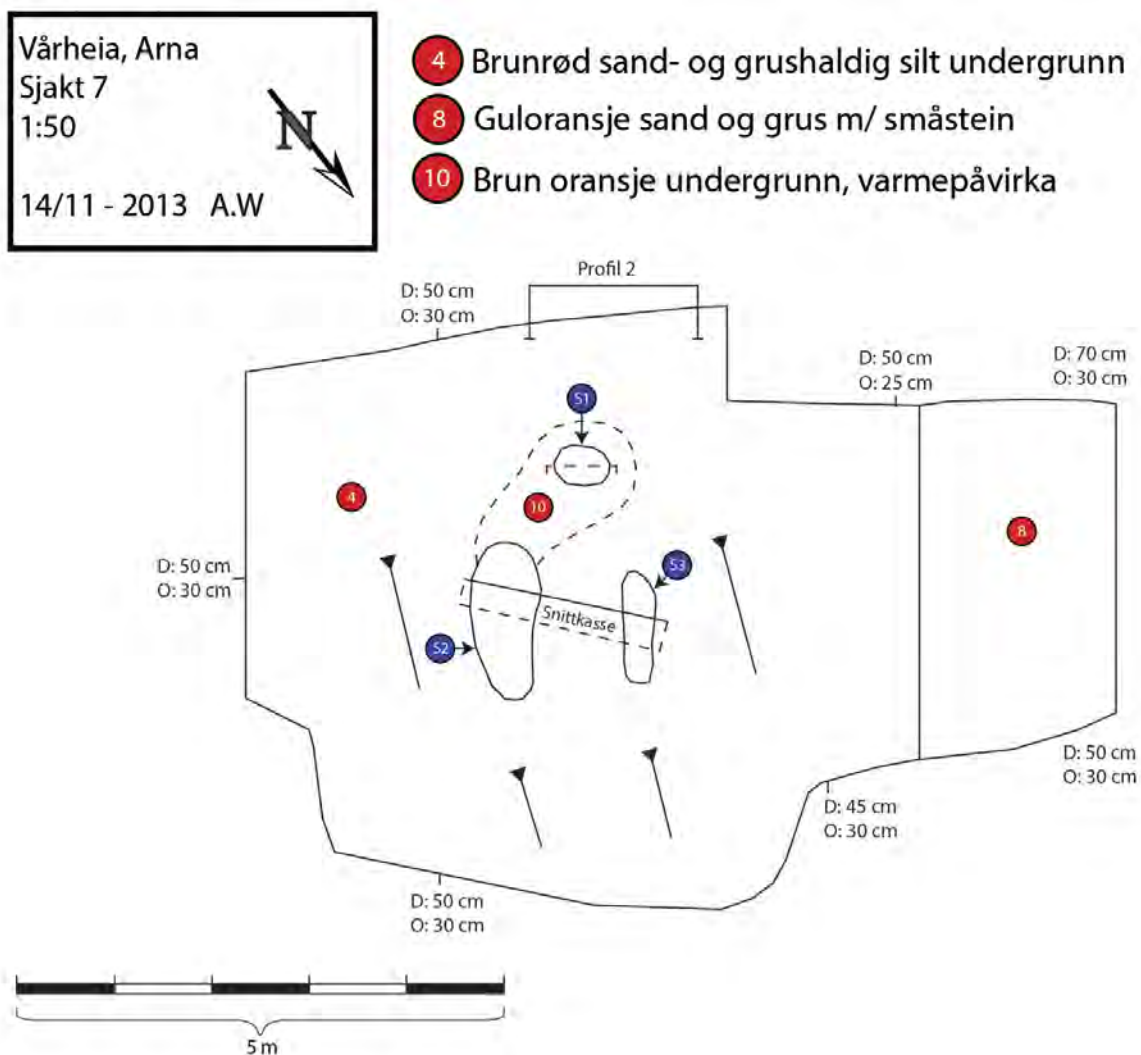 Vårheia, Arna
Sjakt 7
1:50
N
14/11 - 2013 A.W
4 Brunrød sand- og grushaldig silt undergrunn
8 Guloransje sand og grus m/ småstein
10 Brun oransje undergrunn, varmepåvirka
Profil 2
D: 50 cm
O: 30 cm
D: 50 cm
O: 25 cm
D: 70 cm
O: 30 cm
S1
4
10
8
D: 50 cm
O: 30 cm
S3
Snittkasse
S2
D: 50 cm
O: 30 cm
D: 45 cm
O: 30 cm
D: 50 cm
O: 30 cm
5 m